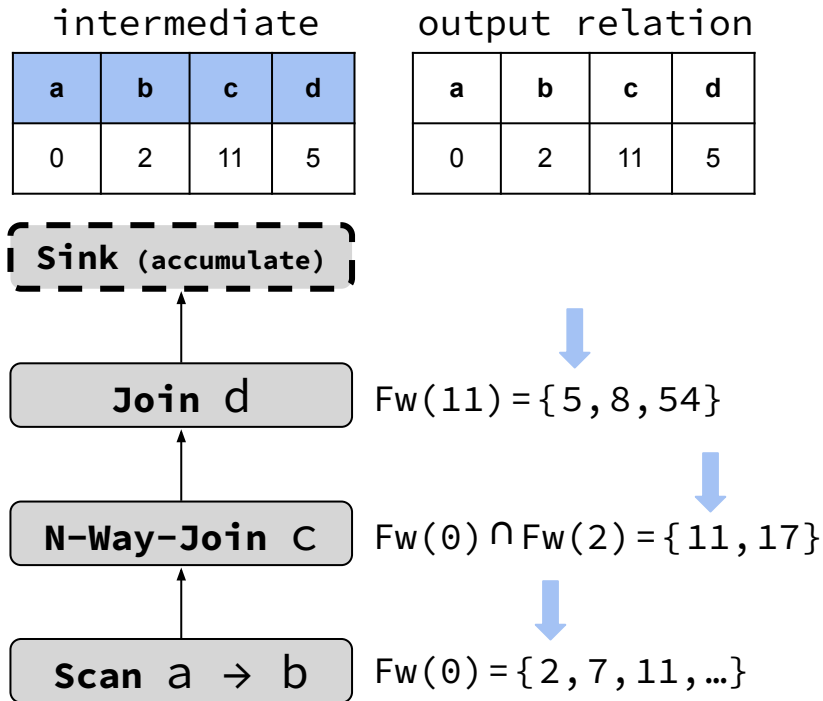 intermediate output relation
a b c d a b c d
0 2 11 5 0 2 11 5
Sink (accumulate)
Join d Fw(11)={5,8,54}
N-Way-Join c Fw(0)∩Fw(2)={11,17}
Scan a → b Fw(0)={2,7,11,…}